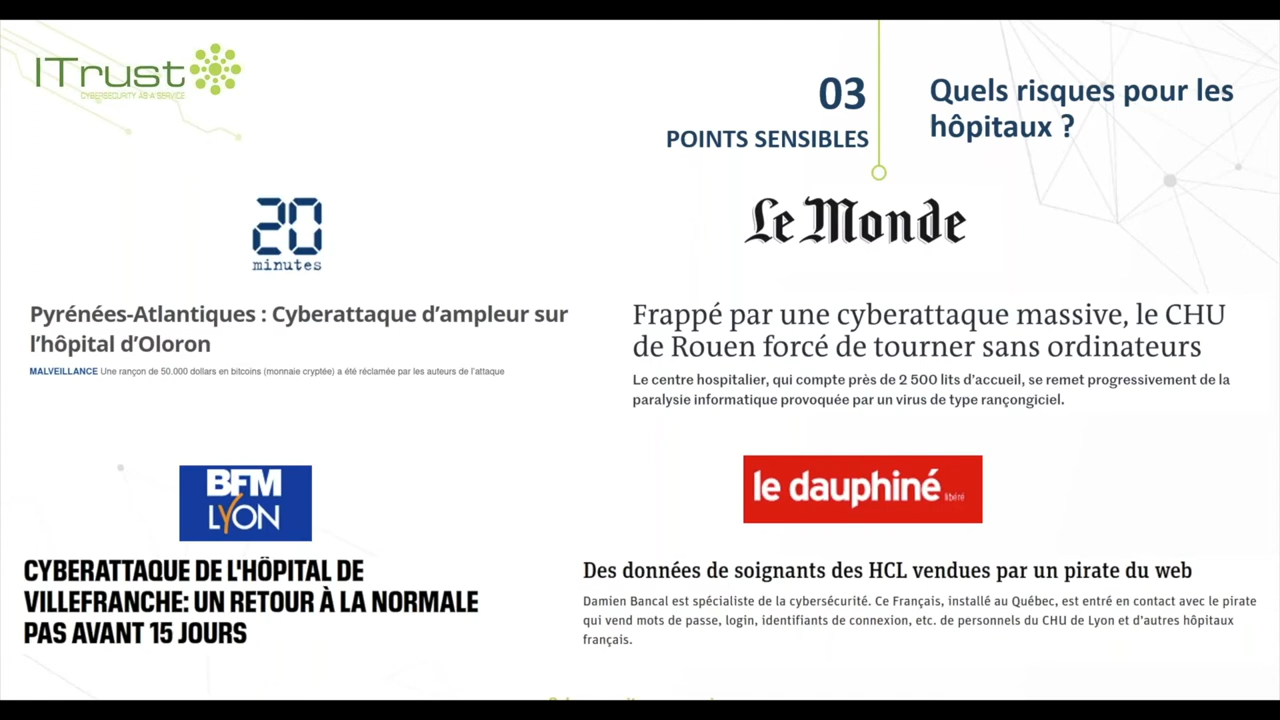 ITrust
CYBERSECURITY AS A SERVICE
03
POINTS SENSIBLES
Quels risques pour les
hôpitaux ?
20
minutes
Pyrénées-Atlantiques : Cyberattaque d’ampleur sur
l’hôpital d’Oloron
MALVEILLANCE Une rançon de 50.000 dollars en bitcoins (monnaie cryptée) a été réclamée par les auteurs de l’attaque
Le Monde
Frappé par une cyberattaque massive, le CHU
de Rouen forcé de tourner sans ordinateurs
Le centre hospitalier, qui compte près de 2 500 lits d’accueil, se remet progressivement de la
paralysie informatique provoquée par un virus de type rançongiciel.
BFM
LYON
CYBERATTAQUE DE L'HÔPITAL DE
VILLEFRANCHE: UN RETOUR À LA NORMALE
PAS AVANT 15 JOURS
le dauphiné libéré
Des données de soignants des HCL vendues par un pirate du web
Damien Bancal est spécialiste de la cybersécurité. Ce Français, installé au Québec, est entré en contact avec le pirate
qui vend mots de passe, login, identifiants de connexion, etc. de personnels du CHU de Lyon et d’autres hôpitaux
français.